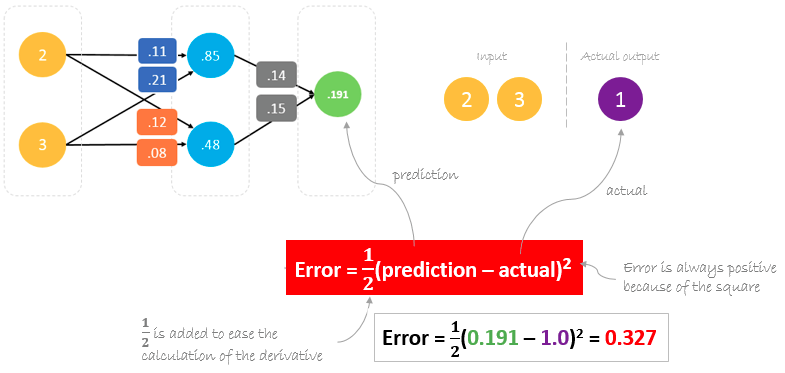 2
3
.11
.21
.12
.08
.85
.48
.14
.15
.191
Input
Actual output
2 3
1
prediction
actual
Error = 1/2(prediction – actual)²
Error is always positive
because of the square
1/2 is added to ease the
calculation of the derivative
Error = 1/2(0.191 – 1.0)² = 0.327